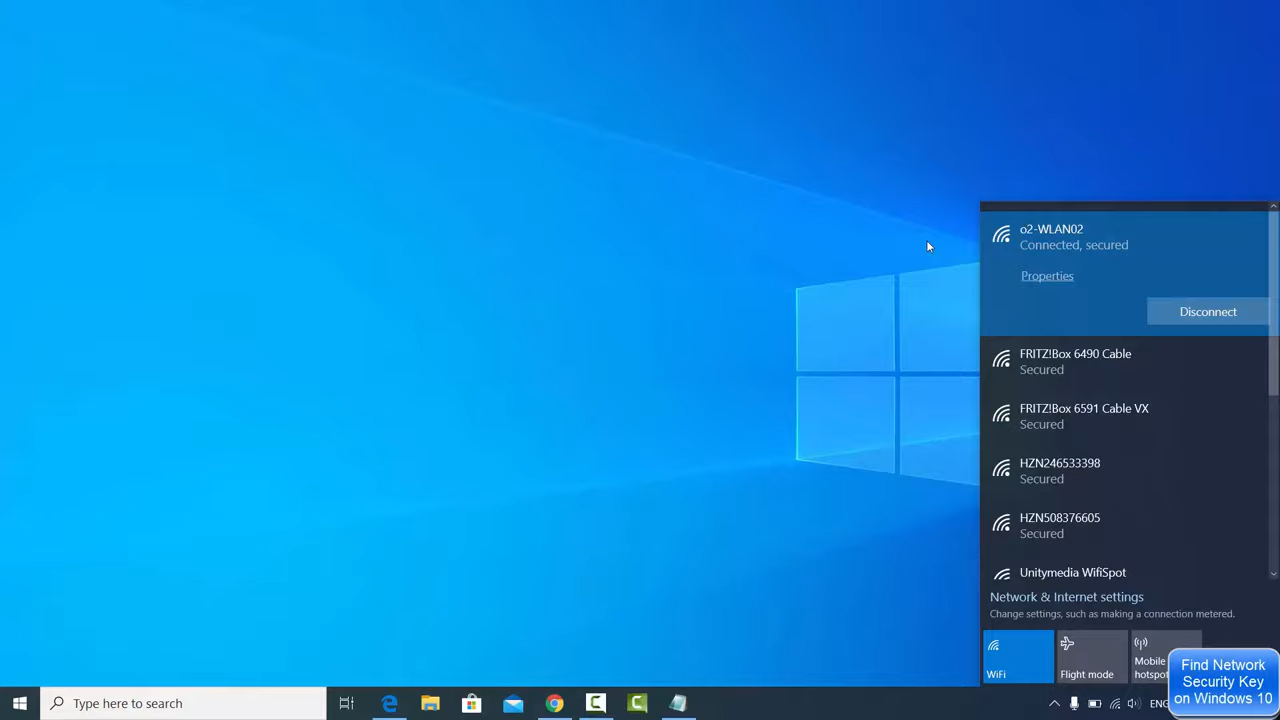 o2-WLAN02
Connected, secured
Properties
Disconnect
FRITZ!Box 6490 Cable
Secured
FRITZ!Box 6591 Cable VX
Secured
HZN246533398
Secured
HZN508376605
Secured
Unitymedia WifiSpot
Network & Internet settings
Change settings, such as making a connection metered.
WiFi
Flight mode
Mobile
hotspot
Find Network
Security Key
on Windows 10
Type here to search
ENG